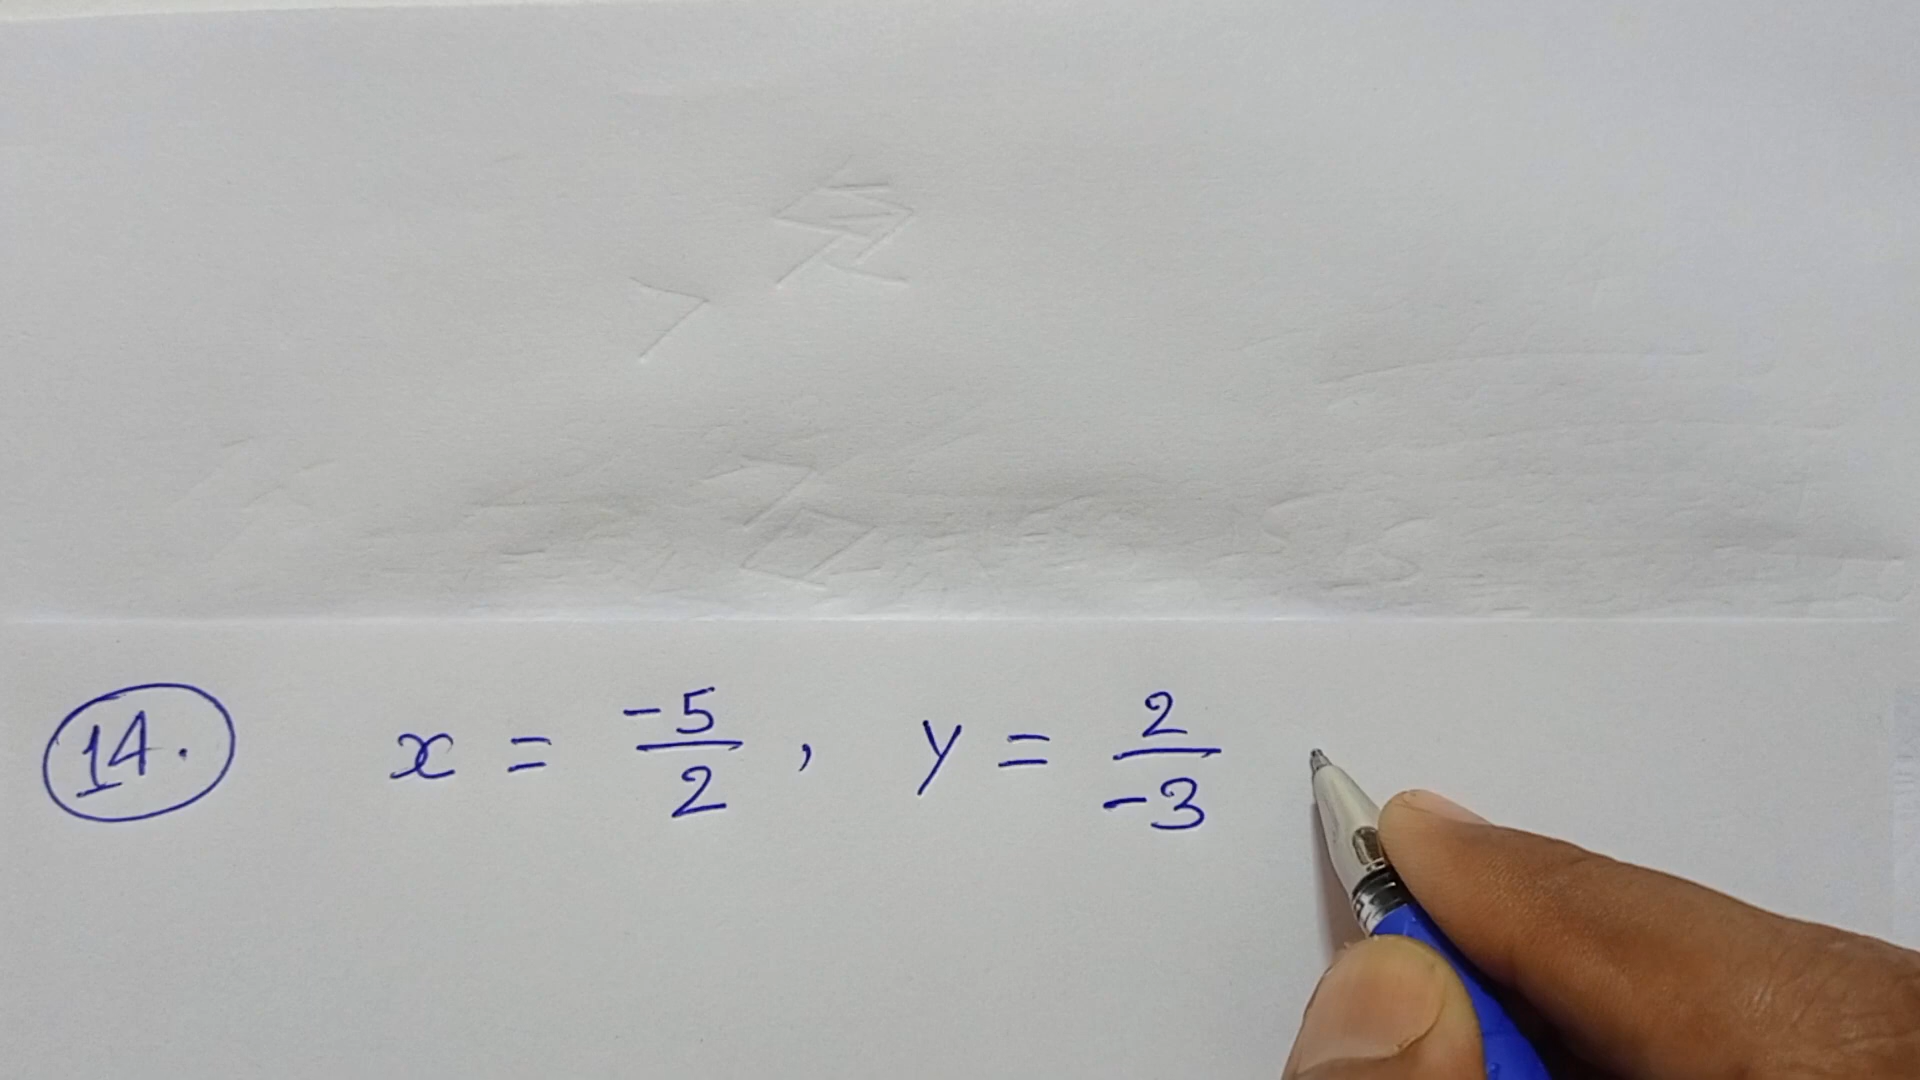 14. x = -5/2, y = 2/-3